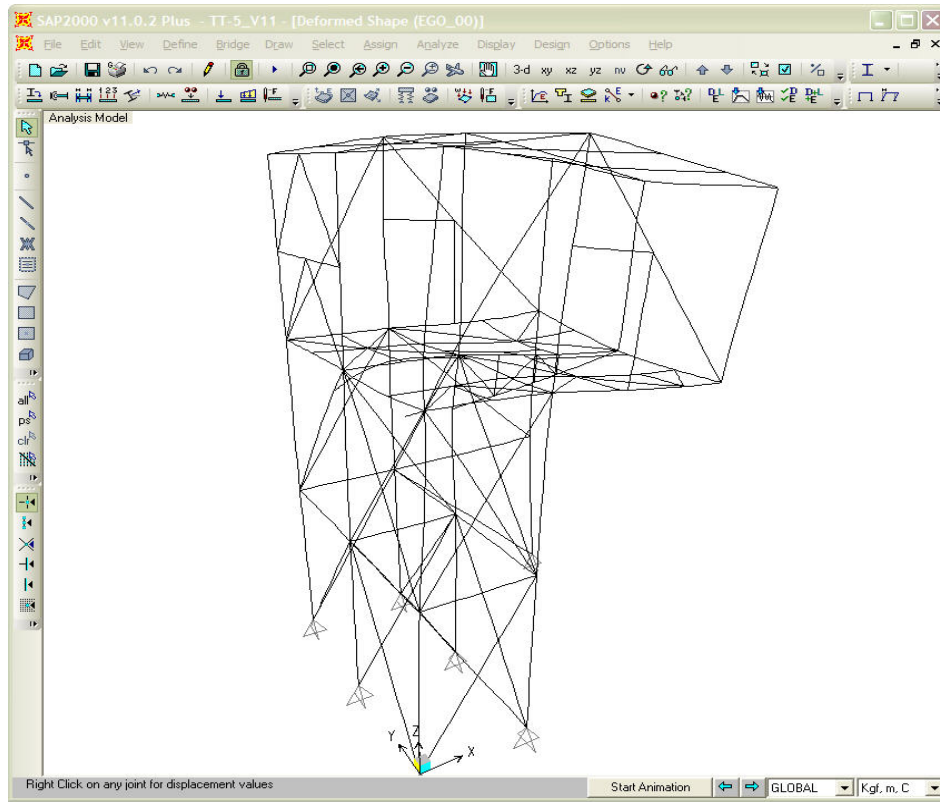 SAP2000 v11.0.2 Plus - TT-5_V11 - [Deformed Shape (EGO_00)]
File Edit View Define Bridge Draw Select Assign Analyze Display Design Options Help
3-d xy xz yz nv
Analysis Model
all
ps
clr
Z
Y
X
Right Click on any joint for displacement values Start Animation GLOBAL Kgf, m, C